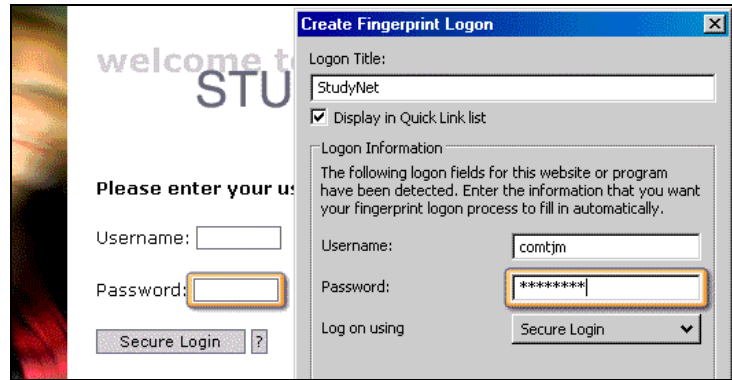 welcome t
STU
Please enter your u
Username:
Password:
Secure Login ?
Create Fingerprint Logon
Logon Title:
StudyNet
Display in Quick Link list
Logon Information
The following logon fields for this website or program
have been detected. Enter the information that you want
your fingerprint logon process to fill in automatically.
Username: comtjm
Password: ********
Log on using Secure Login